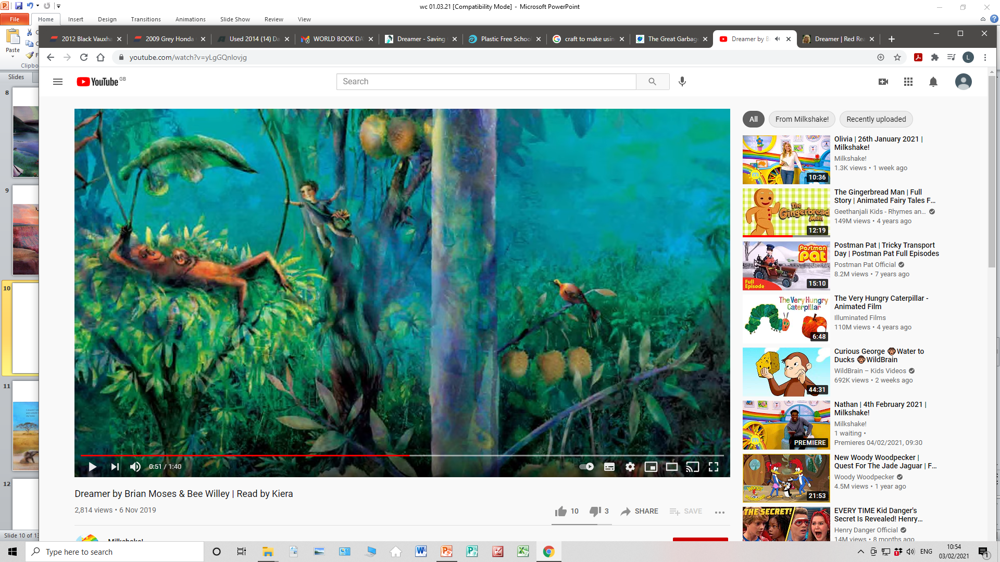 wc 01.03.21 [Compatibility Mode] - Microsoft PowerPoint
File Home Insert Design Transitions Animations Slide Show Review View
Paste
Clipbo
Slides
8
9
10
11
12
Slide 10 of 13
2012 Black Vauxha
2009 Grey Honda
Used 2014 (14) Da
WORLD BOOK DA
Dreamer - Saving
Plastic Free Schoo
craft to make usin
The Great Garbag
Dreamer by B
Dreamer | Red Rea
youtube.com/watch?v=yLgGQnIovjg
L
YouTube GB
Search
0:51 / 1:40
Dreamer by Brian Moses & Bee Willey | Read by Kiera
2,814 views • 6 Nov 2019
10
3
SHARE
SAVE
Milkshake!
All
From Milkshake!
Recently uploaded
10:36
Olivia | 26th January 2021 |
Milkshake!
Milkshake!
1.3K views • 1 week ago
The
Gingerbread
Man
12:19
The Gingerbread Man | Full
Story | Animated Fairy Tales F...
Geethanjali Kids - Rhymes an...
149M views • 4 years ago
Postman
Pat
Full
Episode
15:10
Postman Pat | Tricky Transport
Day | Postman Pat Full Episodes
Postman Pat Official
8.2M views • 7 years ago
The Very Hungry
Caterpillar
6:48
The Very Hungry Caterpillar -
Animated Film
Illuminated Films
110M views • 4 years ago
44:31
Curious George 🐵Water to
Ducks 🐵WildBrain
WildBrain – Kids Videos
692K views • 2 weeks ago
PREMIERE
Nathan | 4th February 2021 |
Milkshake!
Milkshake!
1 waiting •
Premieres 04/02/2021, 09:30
WOODY
WOODPECKER
21:53
New Woody Woodpecker |
Quest For The Jade Jaguar | F...
Woody Woodpecker
4.5M views • 1 year ago
THE SECRET!
EVERY TIME Kid Danger's
Secret Is Revealed! Henry...
Henry Danger Official
14M views • 8 months ago
Type here to search
ENG
10:54
03/02/2021
1